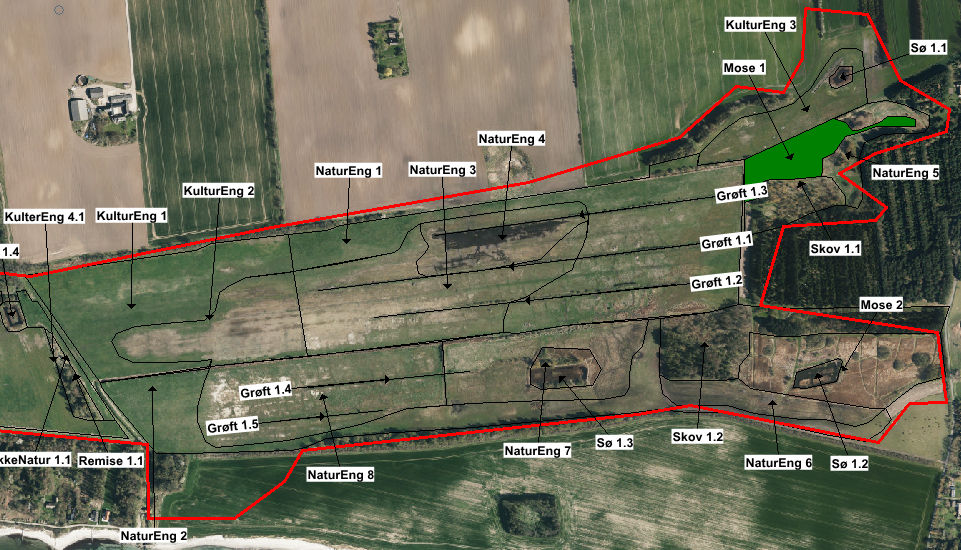 KulturEng 3
Sø 1.1
Mose 1
NaturEng 4
NaturEng 1
NaturEng 3
NaturEng 5
KulturEng 2
Grøft 1.3
KulterEng 4.1
KulturEng 1
Grøft 1.1
Skov 1.1
1.4
Grøft 1.2
Mose 2
Grøft 1.4
Grøft 1.5
Skov 1.2
Sø 1.3
NaturEng 7
kkeNatur 1.1
Remise 1.1
NaturEng 6
Sø 1.2
NaturEng 8
NaturEng 2